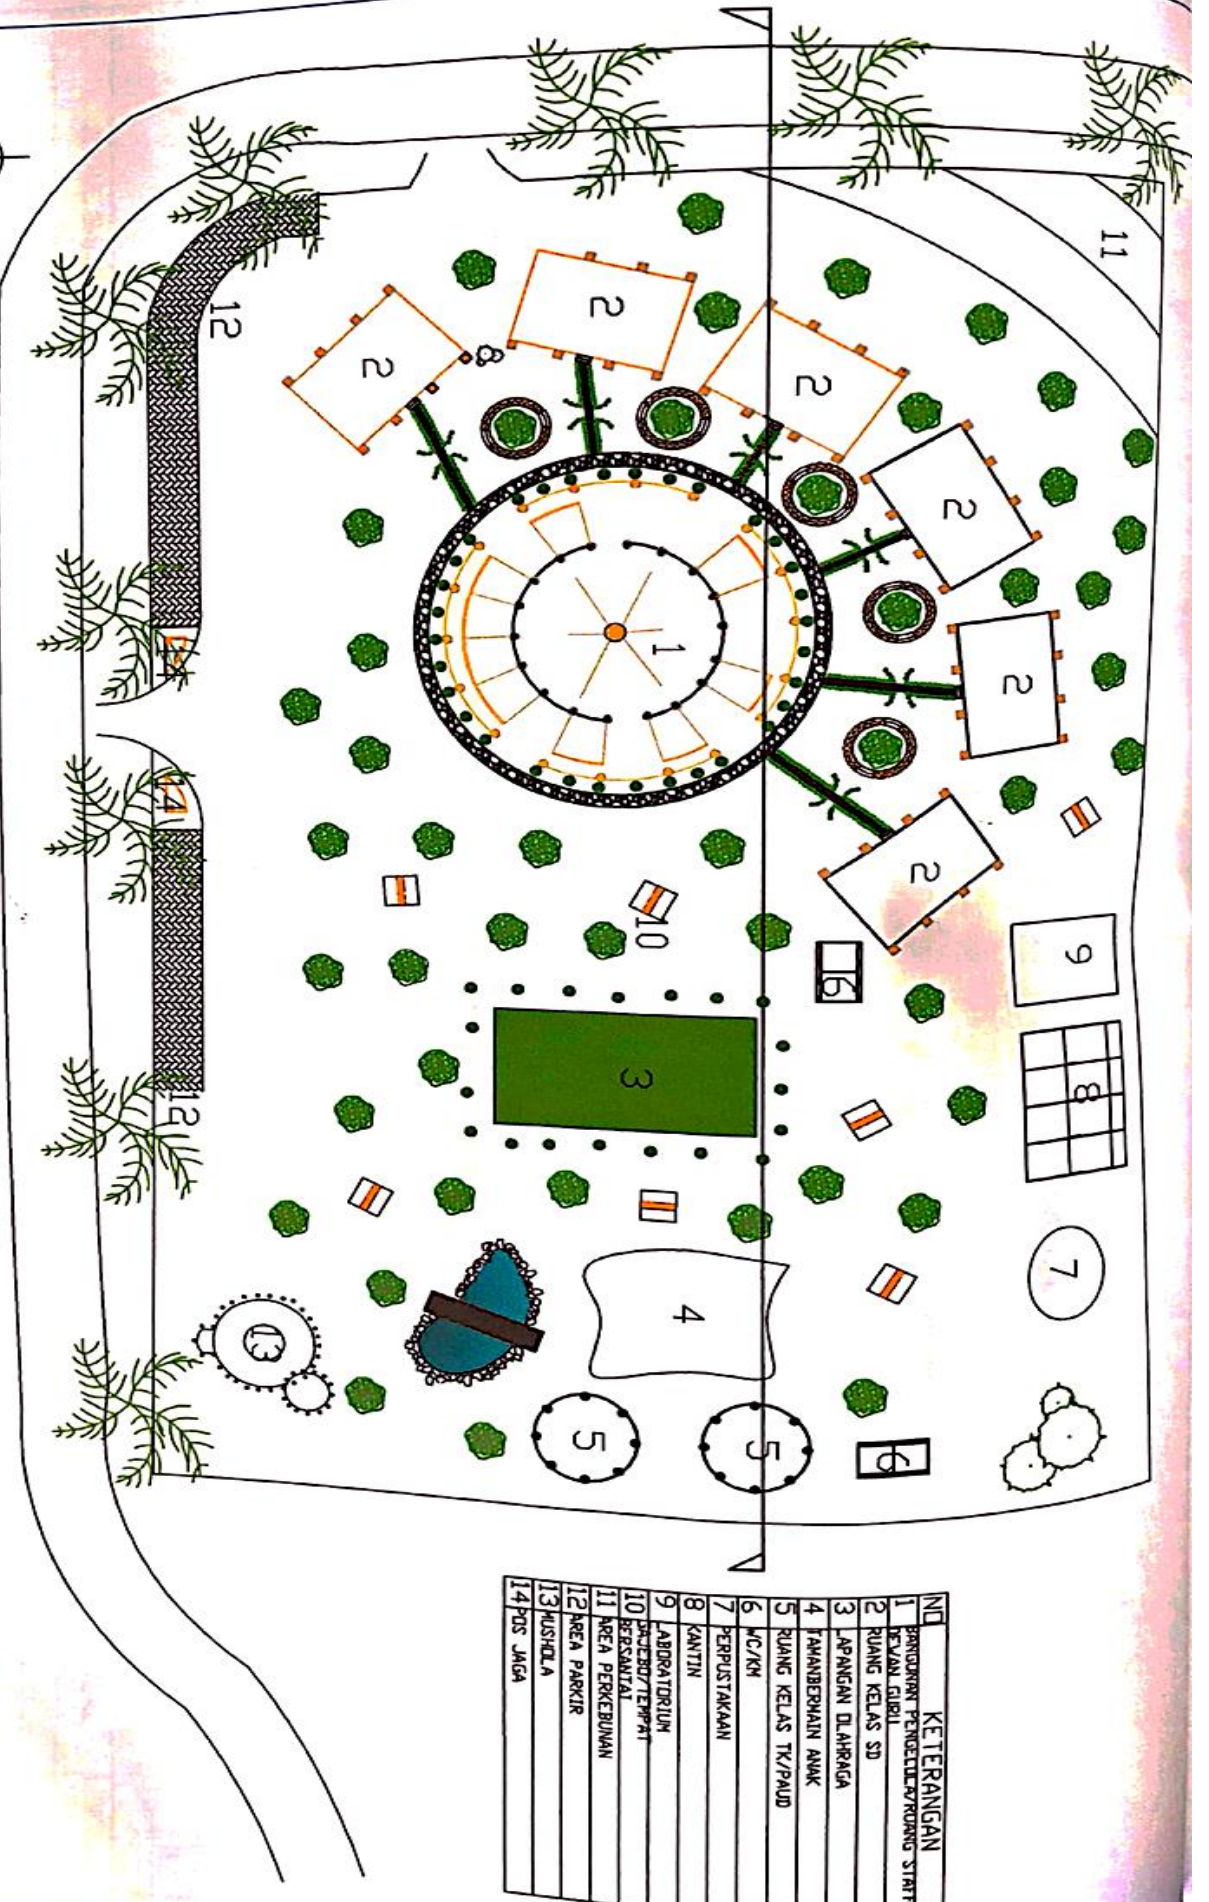 11
12
2
2
2
2
2
2
1
14
14
10
9
6
8
3
12
7
4
13
5
5
6
NO KETERANGAN
1 BANGUNAN PENGELOLA/RUANG STAFF
DEWAN GURU
2 RUANG KELAS SD
3 LAPANGAN OLAHRAGA
4 TAMANBERMAIN ANAK
5 RUANG KELAS TK/PAUD
6 WC/KM
7 PERPUSTAKAAN
8 KANTIN
9 LABORATORIUM
10 GAJEBO/TEMPAT
BERSANTAI
11 AREA PERKEBUNAN
12 AREA PARKIR
13 MUSHOLA
14 POS JAGA